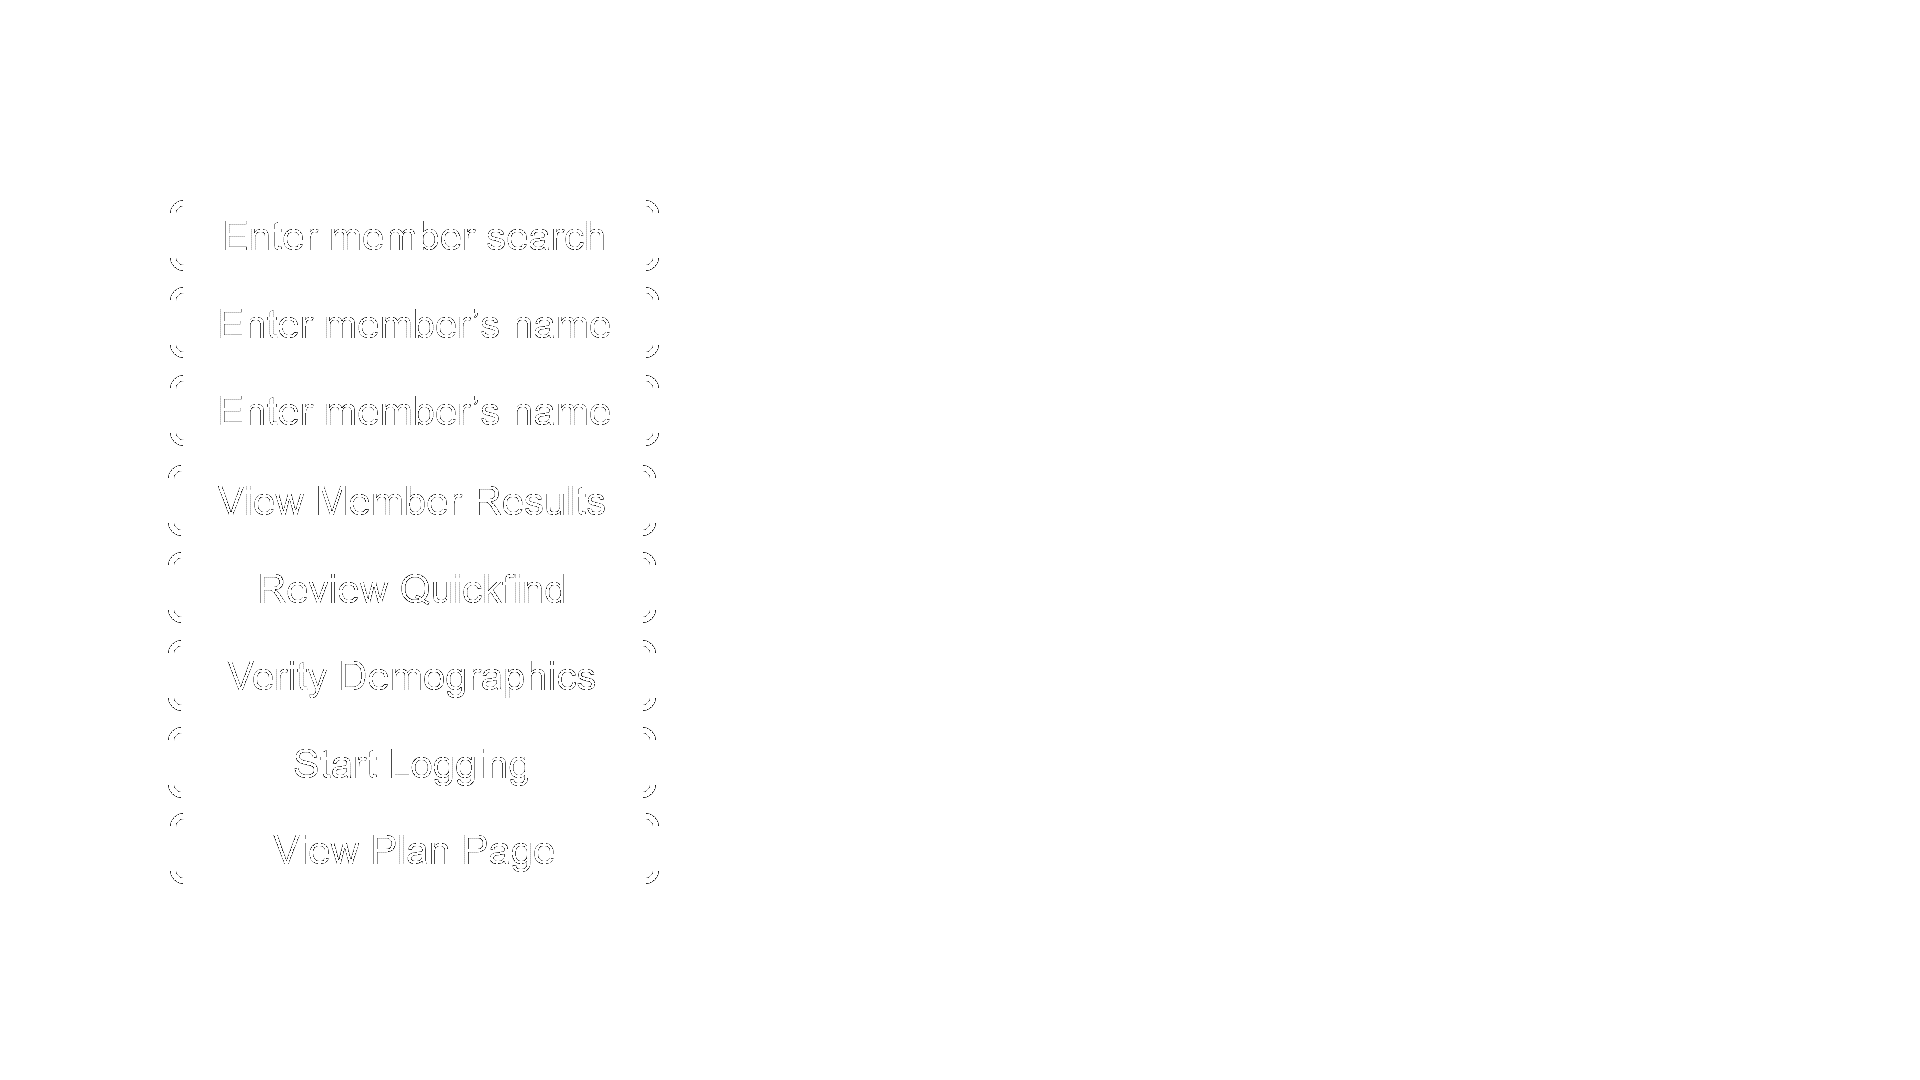 Enter member search
Enter member’s name
Enter member’s name
View Member Results
Review Quickfind
Verity Demographics
Start Logging
View Plan Page